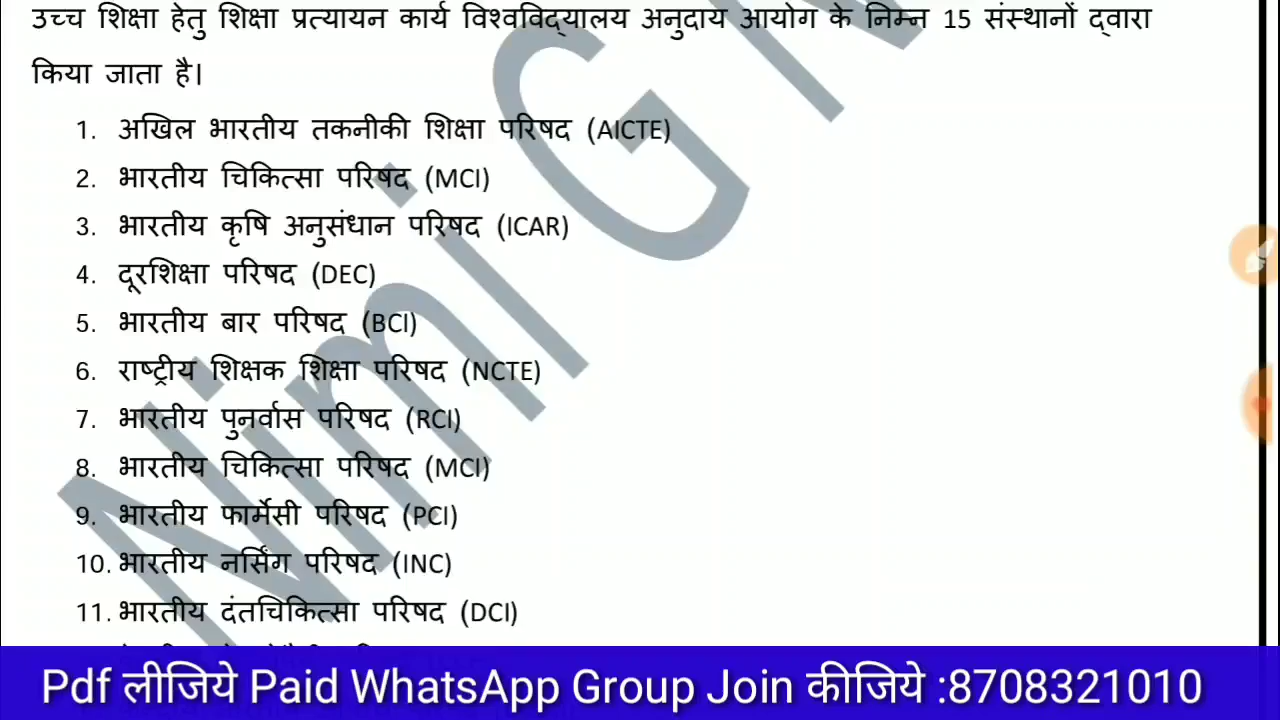 उच्च शिक्षा हेतु शिक्षा प्रत्यायन कार्य विश्वविद्यालय अनुदाय आयोग के निम्न 15 संस्थानों द्वारा
किया जाता है।
1. अखिल भारतीय तकनीकी शिक्षा परिषद (AICTE)
2. भारतीय चिकित्सा परिषद (MCI)
3. भारतीय कृषि अनुसंधान परिषद (ICAR)
4. दूरशिक्षा परिषद (DEC)
5. भारतीय बार परिषद (BCI)
6. राष्ट्रीय शिक्षक शिक्षा परिषद (NCTE)
7. भारतीय पुनर्वास परिषद (RCI)
8. भारतीय चिकित्सा परिषद (MCI)
9. भारतीय फार्मेसी परिषद (PCI)
10. भारतीय नर्सिंग परिषद (INC)
11. भारतीय दंतचिकित्सा परिषद (DCI)
Nimi G
Pdf लीजिये Paid WhatsApp Group Join कीजिये :8708321010